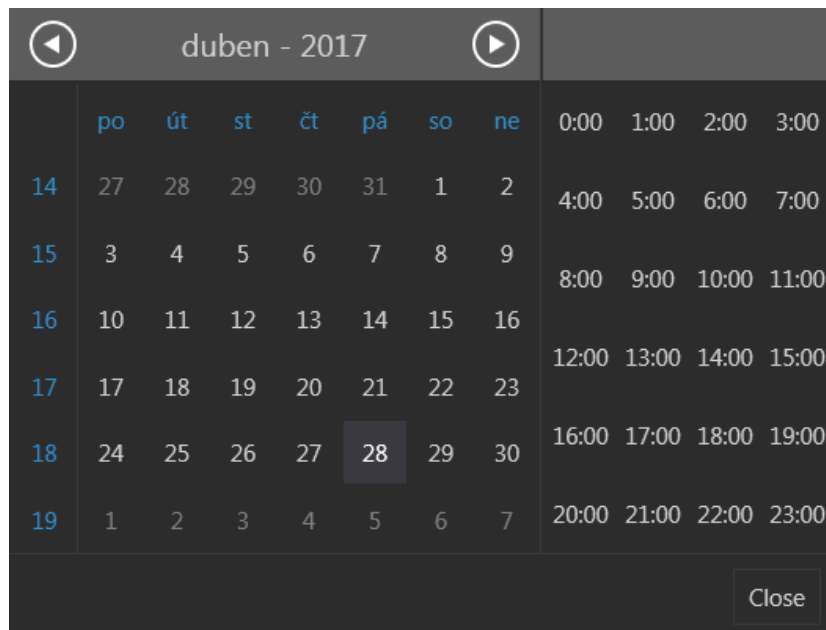 duben - 2017
po út st čt pá so ne
14 27 28 29 30 31 1 2
15 3 4 5 6 7 8 9
16 10 11 12 13 14 15 16
17 17 18 19 20 21 22 23
18 24 25 26 27 28 29 30
19 1 2 3 4 5 6 7
0:00 1:00 2:00 3:00
4:00 5:00 6:00 7:00
8:00 9:00 10:00 11:00
12:00 13:00 14:00 15:00
16:00 17:00 18:00 19:00
20:00 21:00 22:00 23:00
Close